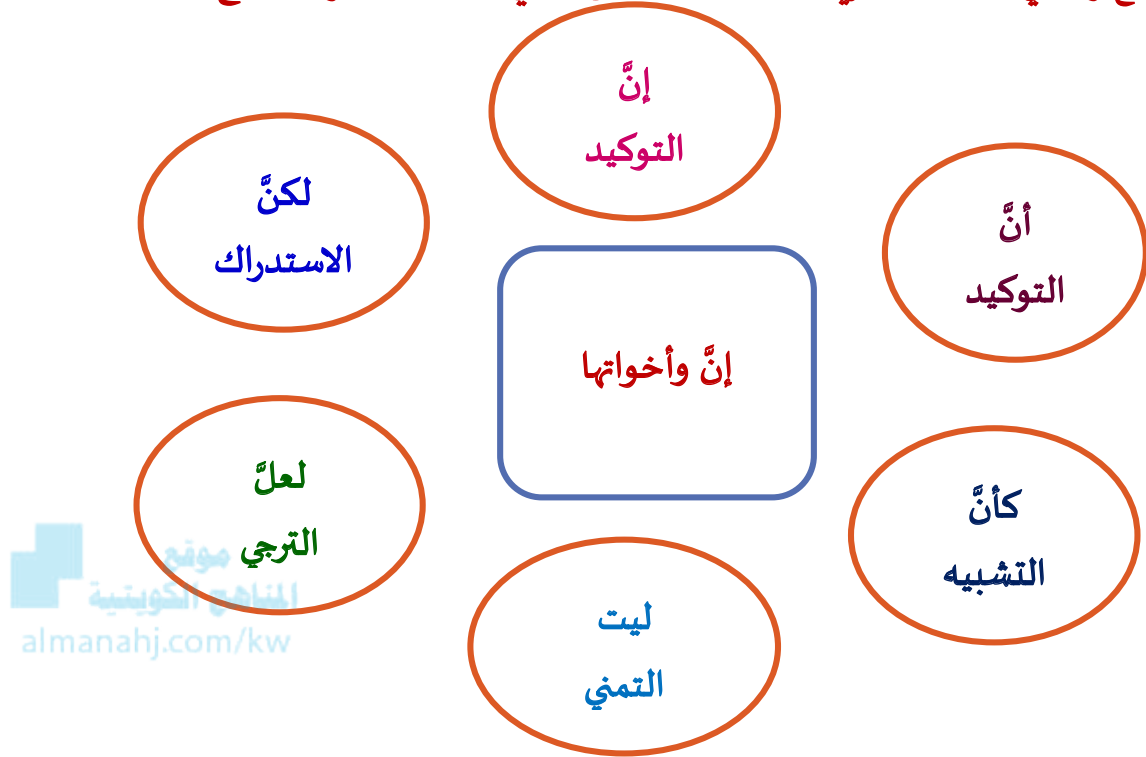 إنَّ
التوكيد
أنَّ
التوكيد
لكنَّ
الاستدراك
إنَّ وأخواتها
كأنَّ
التشبيه
لعلَّ
الترجي
ليت
التمني
موقع
المناهج الكويتية
almanahj.com/kw